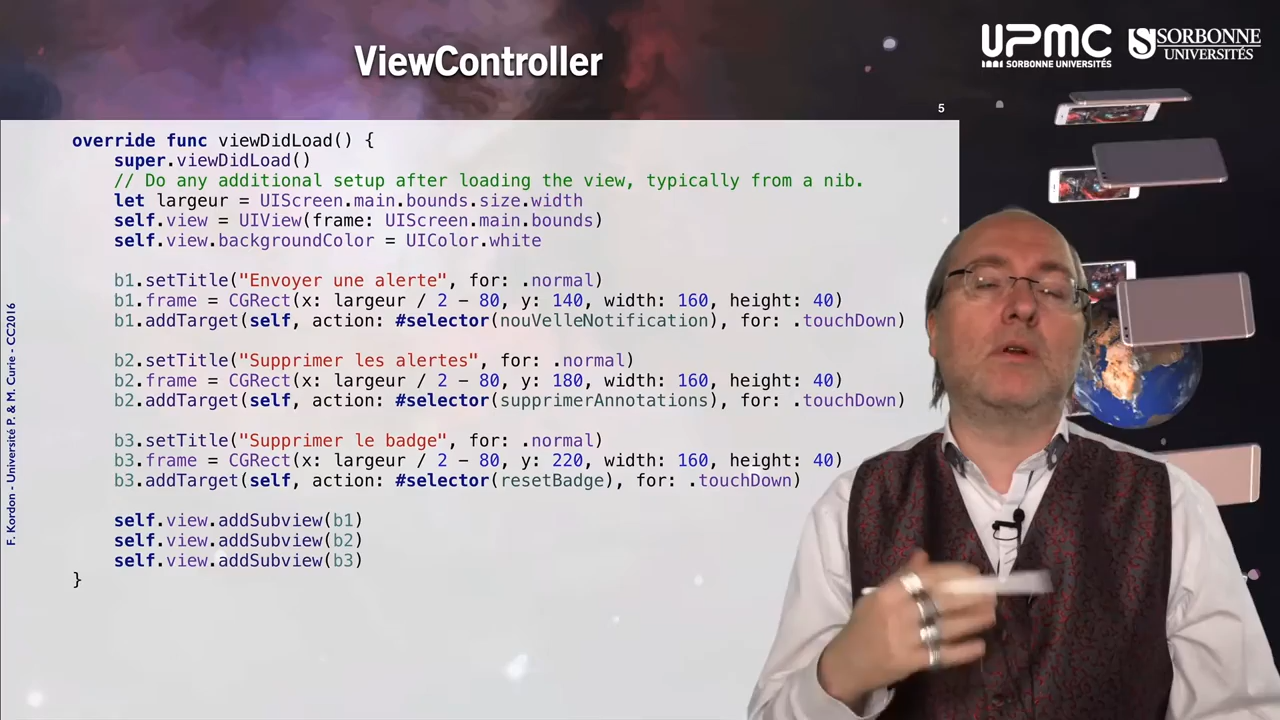 ViewController
UPMC
SORBONNE UNIVERSITÉS
SORBONNE
UNIVERSITÉS
5
override func viewDidLoad() {
super.viewDidLoad()
// Do any additional setup after loading the view, typically from a nib.
let largeur = UIScreen.main.bounds.size.width
self.view = UIView(frame: UIScreen.main.bounds)
self.view.backgroundColor = UIColor.white
b1.setTitle("Envoyer une alerte", for: .normal)
b1.frame = CGRect(x: largeur / 2 - 80, y: 140, width: 160, height: 40)
b1.addTarget(self, action: #selector(nouVelleNotification), for: .touchDown)
b2.setTitle("Supprimer les alertes", for: .normal)
b2.frame = CGRect(x: largeur / 2 - 80, y: 180, width: 160, height: 40)
b2.addTarget(self, action: #selector(supprimerAnnotations), for: .touchDown)
b3.setTitle("Supprimer le badge", for: .normal)
b3.frame = CGRect(x: largeur / 2 - 80, y: 220, width: 160, height: 40)
b3.addTarget(self, action: #selector(resetBadge), for: .touchDown)
self.view.addSubview(b1)
self.view.addSubview(b2)
self.view.addSubview(b3)
}
F. Kordon - Université P. & M. Curie - CC2016